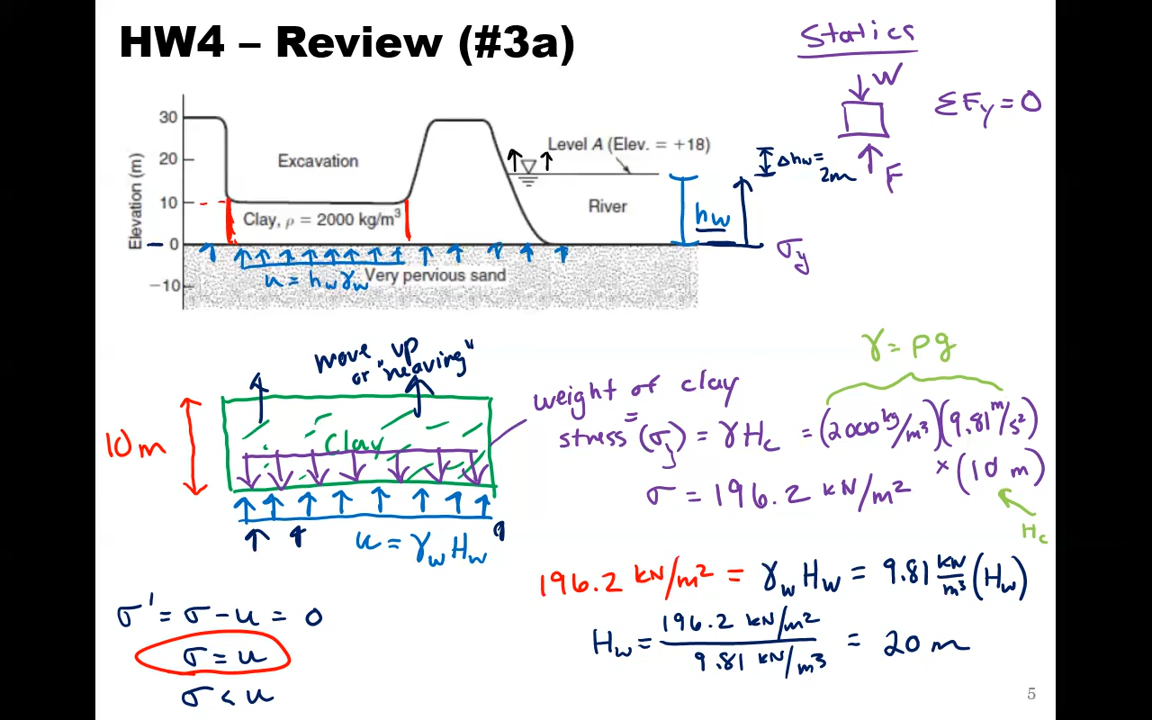 HW4 – Review (#3a)
Statics
W
ΣFy = 0
F
30
20
10
0
−10
Elevation (m)
Excavation
Level A (Elev. = +18)
River
Clay, ρ = 2000 kg/m³
Very pervious sand
u = hwγw
hw
Δhw = 2m
σy
move up
or "heaving"
Clay
10 m
u = γw Hw
weight of clay
=
stress (σy) = γHc = (2000 kg/m³)(9.81 m/s²)
× (10 m)
γ = ρg
Hc
σ = 196.2 kN/m²
196.2 kN/m² = γw Hw = 9.81 kN/m³ (Hw)
Hw = 196.2 kN/m² / 9.81 kN/m³ = 20 m
σ' = σ − u = 0
σ = u
σ < u
5